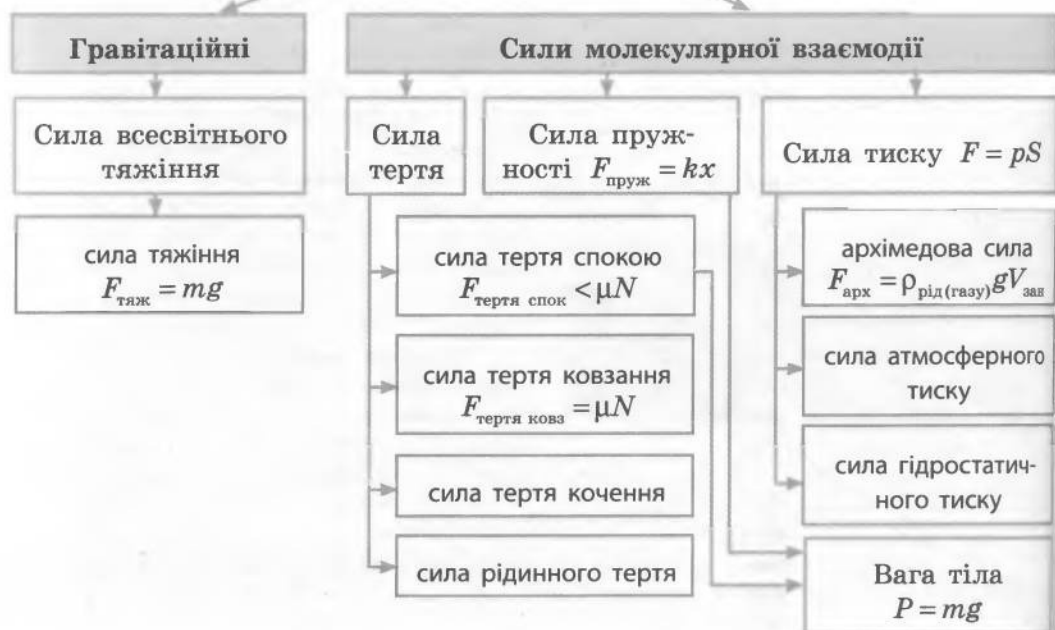 Гравітаційні
Сили молекулярної взаємодії
Сила всесвітнього
тяжіння
Сила
тертя
Сила пруж-
ності F_пруж = kx
Сила тиску F = pS
сила тяжіння
F_тяж = mg
сила тертя спокою
F_тертя спок < μN
сила тертя ковзання
F_тертя ковз = μN
сила тертя кочення
сила рідинного тертя
архімедова сила
F_арх = ρ_рід(газу) gV_зан
сила атмосферного
тиску
сила гідростатич-
ного тиску
Вага тіла
P = mg